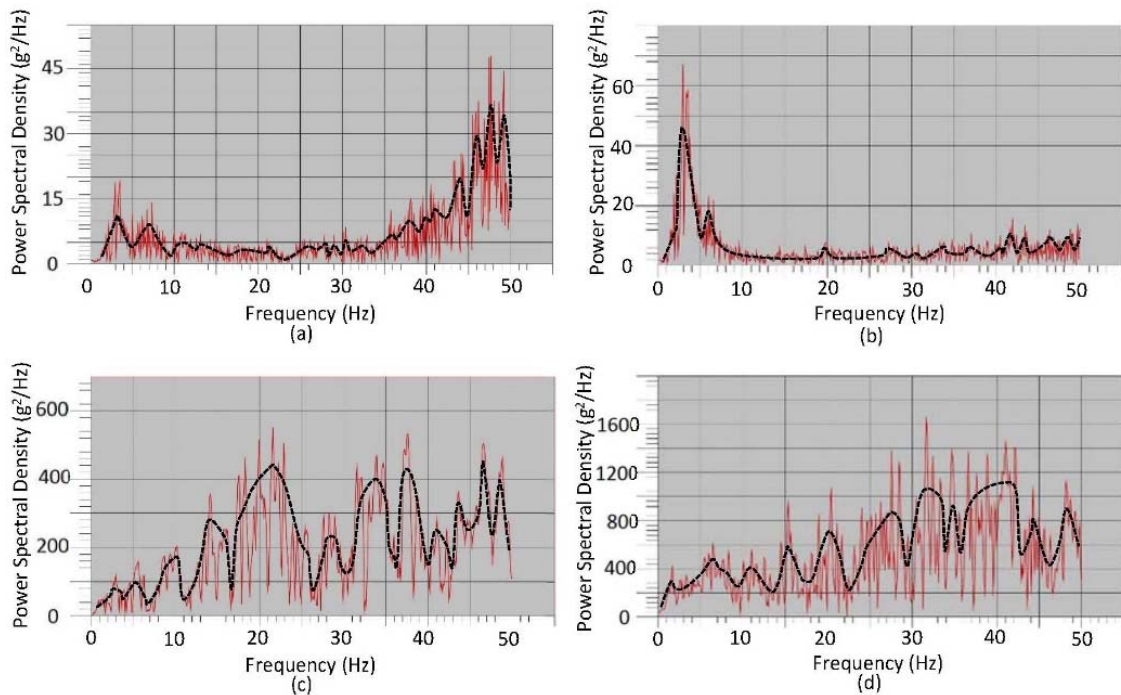 Power Spectral Density (g²/Hz)
45
30
15
0
0 10 20 30 40 50
Frequency (Hz)
(a)
Power Spectral Density (g²/Hz)
60
40
20
0
0 10 20 30 40 50
Frequency (Hz)
(b)
Power Spectral Density (g²/Hz)
600
400
200
0
0 10 20 30 40 50
Frequency (Hz)
(c)
Power Spectral Density (g²/Hz)
1600
1200
800
400
0
0 10 20 30 40 50
Frequency (Hz)
(d)